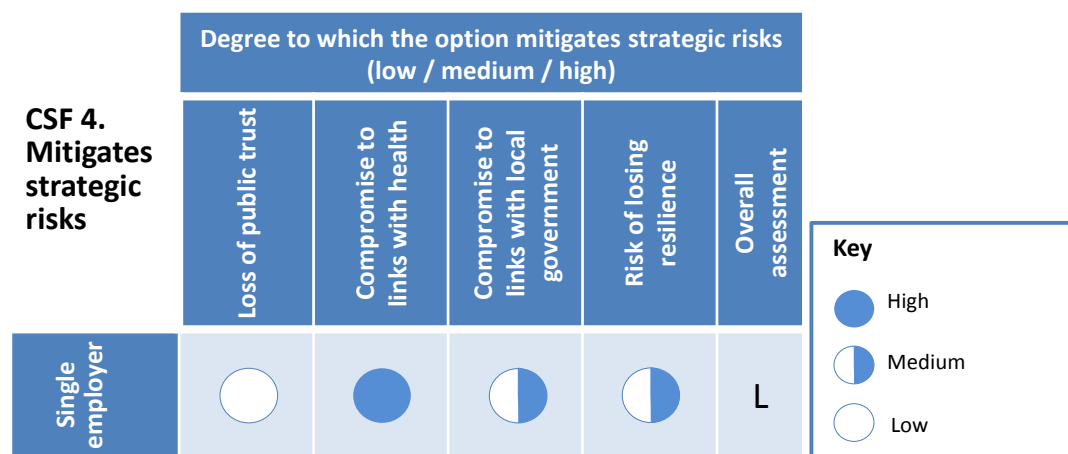 Degree to which the option mitigates strategic risks
(low / medium / high)
CSF 4.
Mitigates
strategic
risks
Loss of public trust
Compromise to
links with health
Compromise to
links with local
government
Risk of losing
resilience
Overall
assessment
Single
employer
L
Key
High
Medium
Low